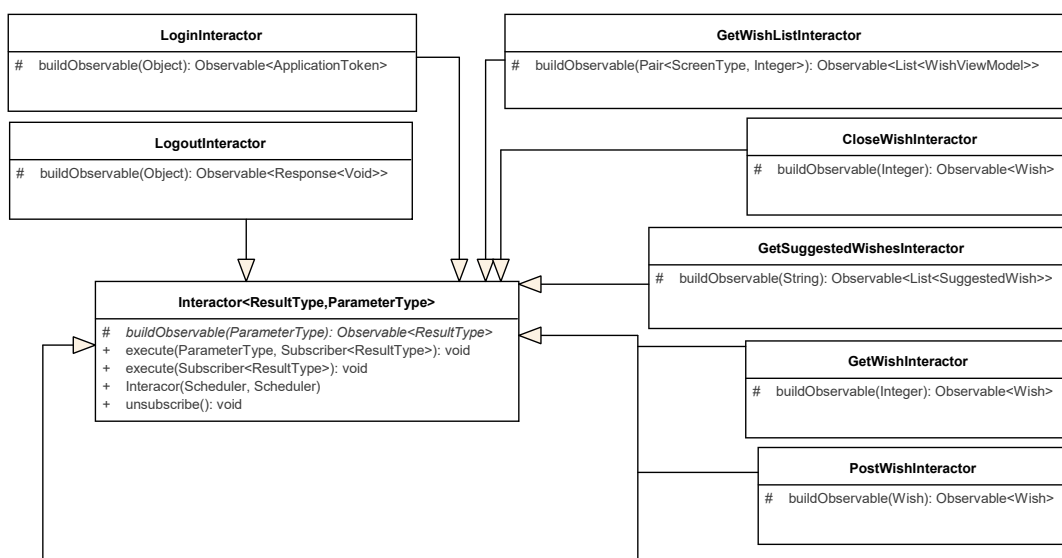 LoginInteractor
# buildObservable(Object): Observable<ApplicationToken>
LogoutInteractor
# buildObservable(Object): Observable<Response<Void>>
GetWishListInteractor
# buildObservable(Pair<ScreenType, Integer>): Observable<List<WishViewModel>>
CloseWishInteractor
# buildObservable(Integer): Observable<Wish>
GetSuggestedWishesInteractor
# buildObservable(String): Observable<List<SuggestedWish>>
Interactor<ResultType,ParameterType>
# buildObservable(ParameterType): Observable<ResultType>
+ execute(ParameterType, Subscriber<ResultType>): void
+ execute(Subscriber<ResultType>): void
+ Interacor(Scheduler, Scheduler)
+ unsubscribe(): void
GetWishInteractor
# buildObservable(Integer): Observable<Wish>
PostWishInteractor
# buildObservable(Wish): Observable<Wish>